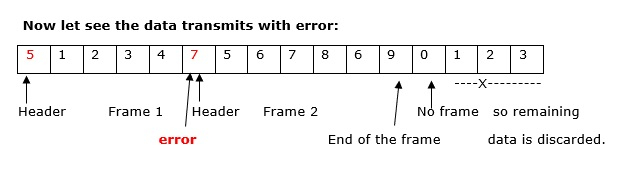 Now let see the data transmits with error:
5 1 2 3 4 7 5 6 7 8 6 9 0 1 2 3
----X---------
Header Frame 1 Header Frame 2 No frame so remaining
error End of the frame data is discarded.